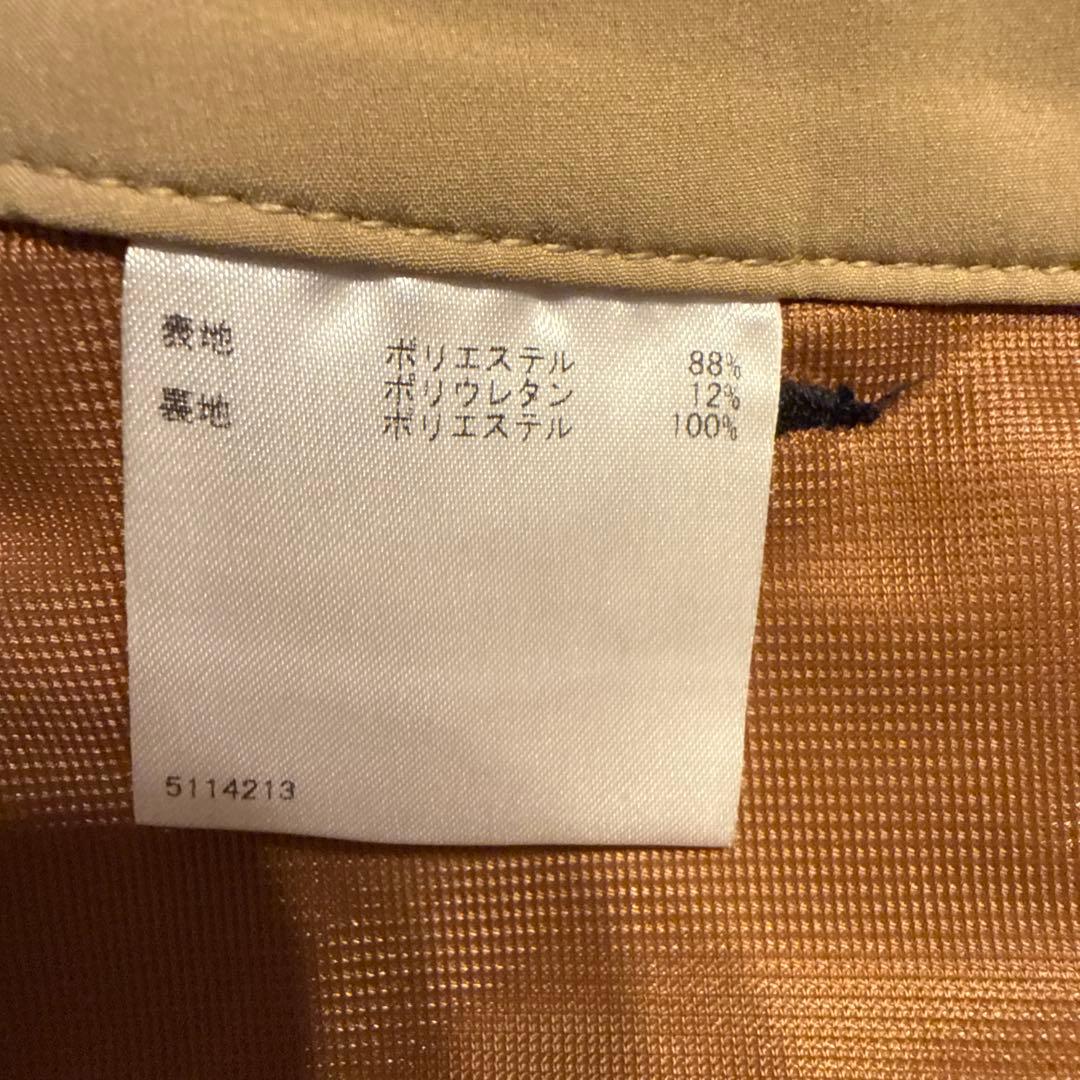 表地 ポリエステル 88%
ポリウレタン 12%
裏地 ポリエステル 100%
5114213